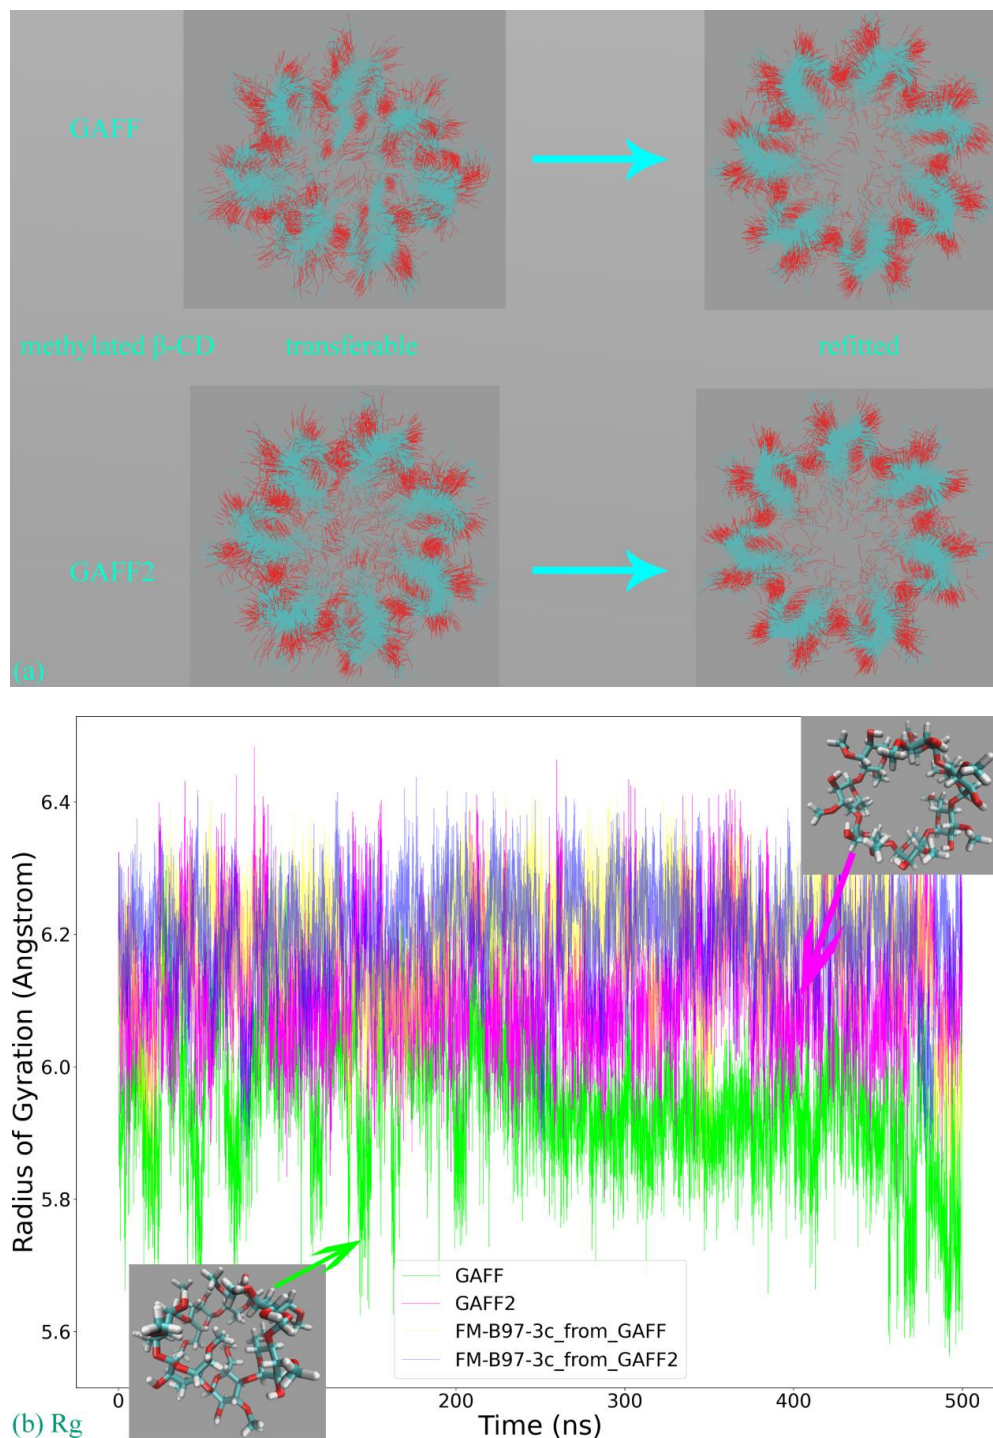 GAFF
methylated β-CD transferable refitted
GAFF2
(a)
6.4
6.2
6.0
5.8
5.6
Radius of Gyration (Angstrom)
GAFF
GAFF2
FM-B97-3c_from_GAFF
FM-B97-3c_from_GAFF2
0 200 300 400 500
Time (ns)
(b) Rg